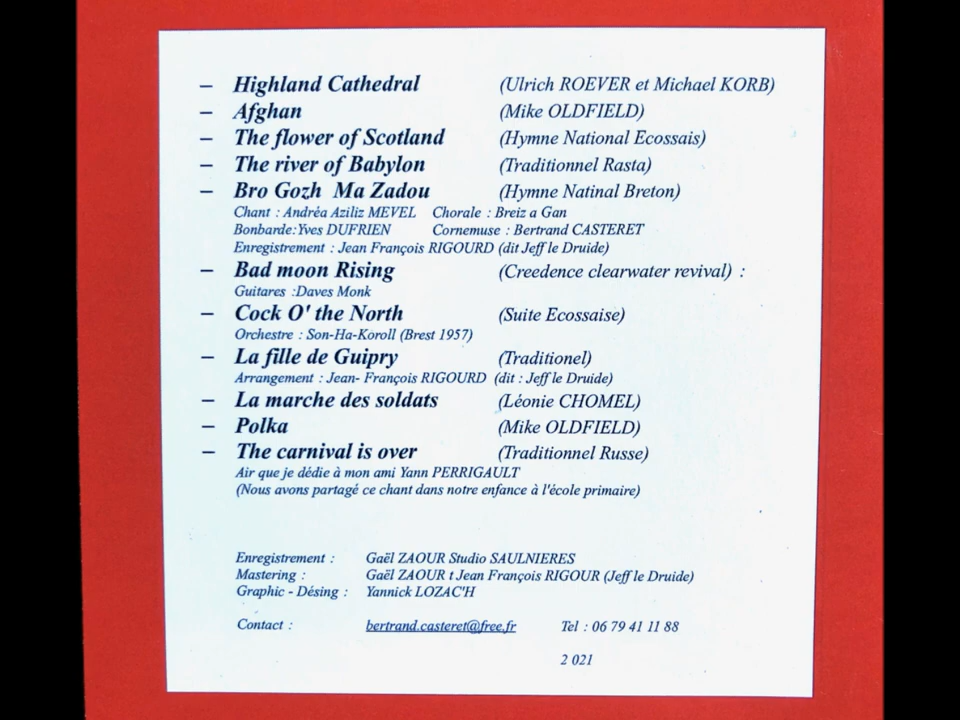 – Highland Cathedral (Ulrich ROEVER et Michael KORB)
– Afghan (Mike OLDFIELD)
– The flower of Scotland (Hymne National Ecossais)
– The river of Babylon (Traditionnel Rasta)
– Bro Gozh Ma Zadou (Hymne Natinal Breton)
Chant : Andréa Aziliz MEVEL Chorale : Breiz a Gan
Bonbarde:Yves DUFRIEN Cornemuse : Bertrand CASTERET
Enregistrement : Jean François RIGOURD (dit Jeff le Druide)
– Bad moon Rising (Creedence clearwater revival) :
Guitares :Daves Monk
– Cock O' the North (Suite Ecossaise)
Orchestre : Son-Ha-Koroll (Brest 1957)
– La fille de Guipry (Traditionel)
Arrangement : Jean- François RIGOURD (dit : Jeff le Druide)
– La marche des soldats (Léonie CHOMEL)
– Polka (Mike OLDFIELD)
– The carnival is over (Traditionnel Russe)
Air que je dédie à mon ami Yann PERRIGAULT
(Nous avons partagé ce chant dans notre enfance à l'école primaire)
Enregistrement : Gaël ZAOUR Studio SAULNIERES
Mastering : Gaël ZAOUR t Jean François RIGOUR (Jeff le Druide)
Graphic - Désing : Yannick LOZAC'H
Contact : bertrand.casteret@free.fr Tel : 06 79 41 11 88
2 021